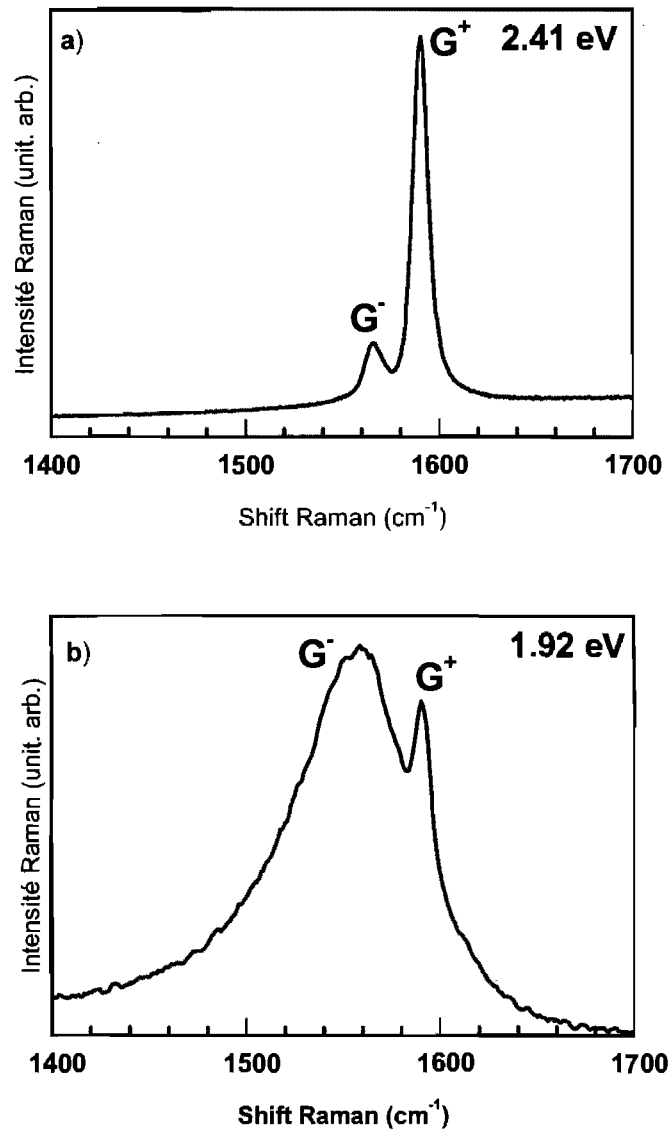 a)
G⁺ 2.41 eV
G⁻
Intensité Raman (unit. arb.)
1400 1500 1600 1700
Shift Raman (cm⁻¹)
b)
G⁻
G⁺
1.92 eV
Intensité Raman (unit. arb.)
1400 1500 1600 1700
Shift Raman (cm⁻¹)